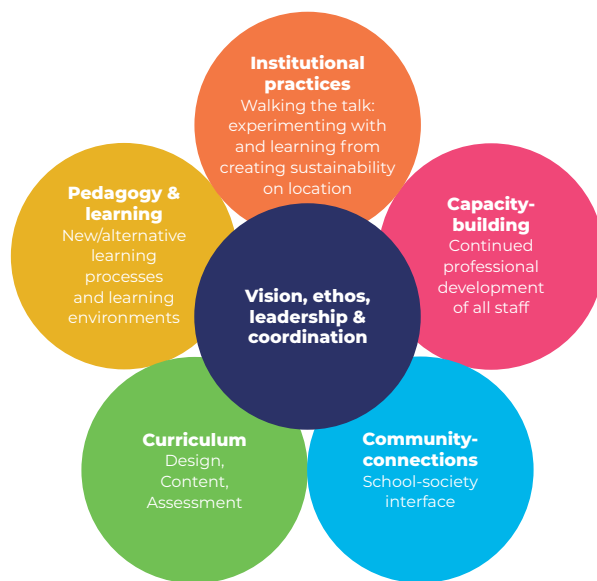 Institutional
practices
Walking the talk:
experimenting with
and learning from
creating sustainability
on location
Pedagogy &
learning
New/alternative
learning
processes
and learning
environments
Capacity-
building
Continued
professional
development
of all staff
Vision, ethos,
leadership &
coordination
Curriculum
Design,
Content,
Assessment
Community-
connections
School-society
interface